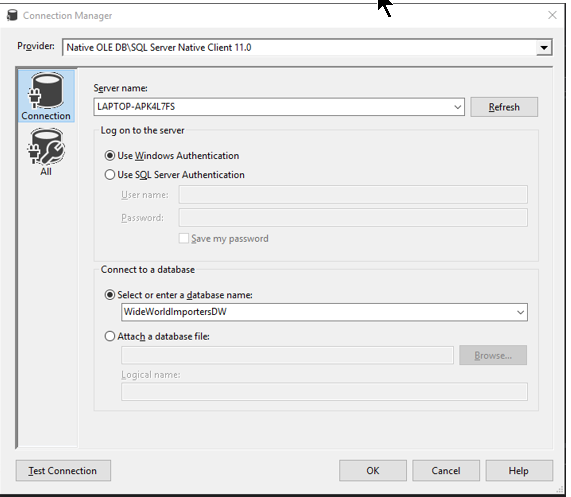 Connection Manager
Provider: Native OLE DB\SQL Server Native Client 11.0
Connection
All
Server name:
LAPTOP-APK4L7FS
Refresh
Log on to the server
Use Windows Authentication
Use SQL Server Authentication
User name:
Password:
Save my password
Connect to a database
Select or enter a database name:
WideWorldImportersDW
Attach a database file:
Browse...
Logical name:
Test Connection
OK
Cancel
Help